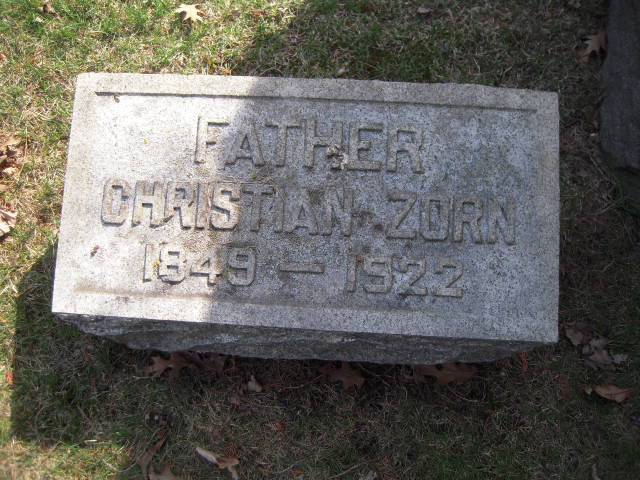 FATHER
CHRISTIAN ZORN
1849 — 1922